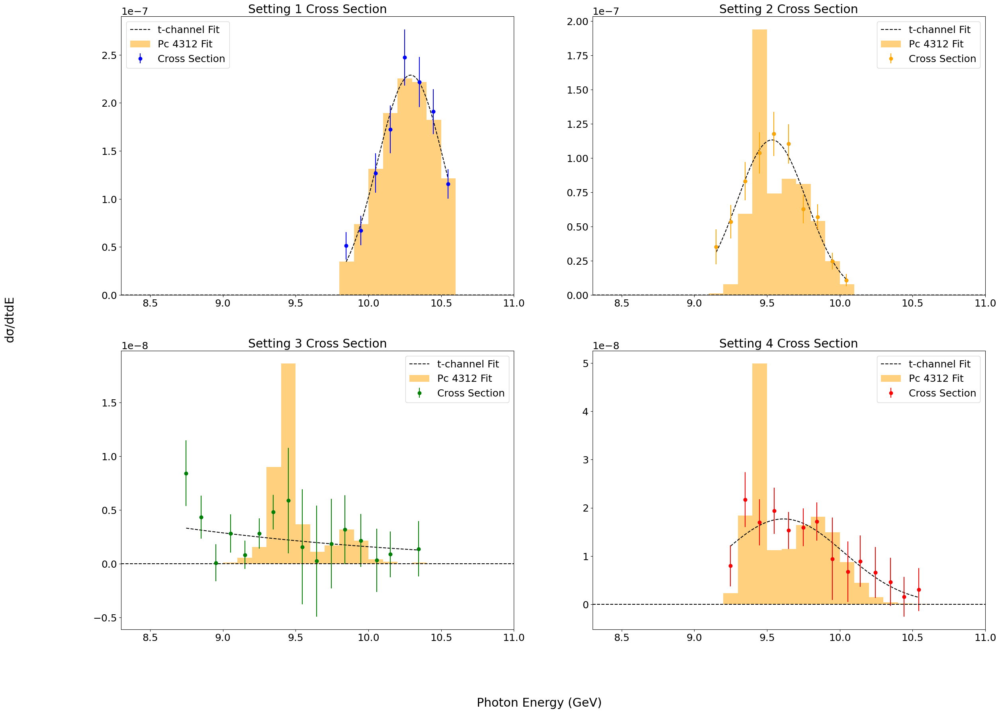 Setting 1 Cross Section
1e−7
t-channel Fit
Pc 4312 Fit
Cross Section
2.5
2.0
1.5
1.0
0.5
0.0
8.5 9.0 9.5 10.0 10.5 11.0
Setting 2 Cross Section
1e−7
t-channel Fit
Pc 4312 Fit
Cross Section
2.00
1.75
1.50
1.25
1.00
0.75
0.50
0.25
0.00
8.5 9.0 9.5 10.0 10.5 11.0
dσ/dtdE
Setting 3 Cross Section
1e−8
t-channel Fit
Pc 4312 Fit
Cross Section
1.5
1.0
0.5
0.0
−0.5
8.5 9.0 9.5 10.0 10.5 11.0
Setting 4 Cross Section
1e−8
t-channel Fit
Pc 4312 Fit
Cross Section
5
4
3
2
1
0
8.5 9.0 9.5 10.0 10.5 11.0
Photon Energy (GeV)